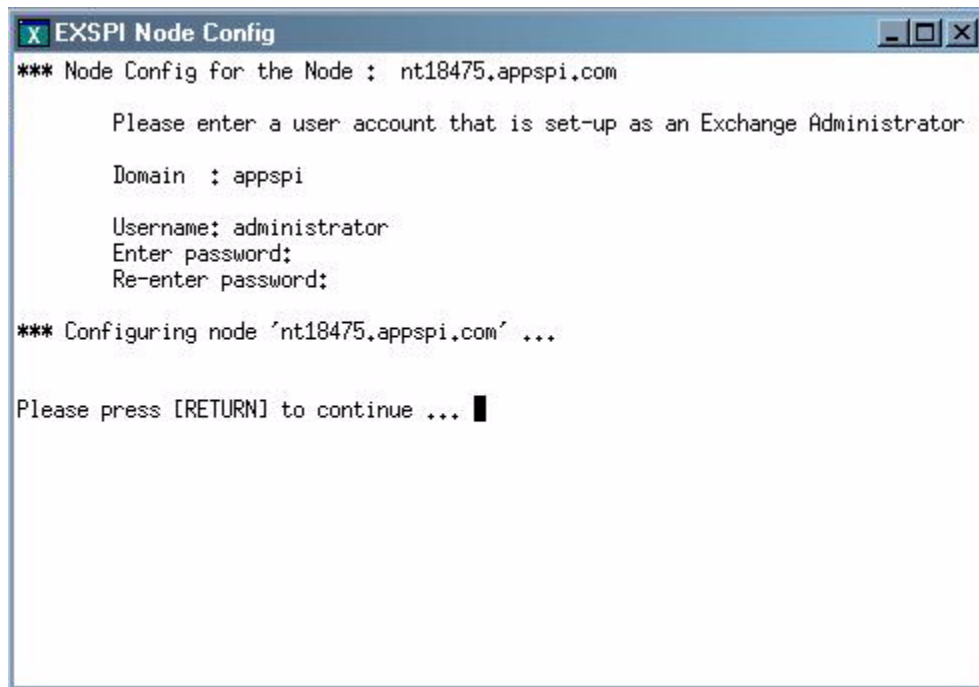 EXSPI Node Config
*** Node Config for the Node :  nt18475.appspi.com
Please enter a user account that is set-up as an Exchange Administrator
Domain  : appspi
Username: administrator
Enter password:
Re-enter password:
*** Configuring node 'nt18475.appspi.com' ...
Please press [RETURN] to continue ...